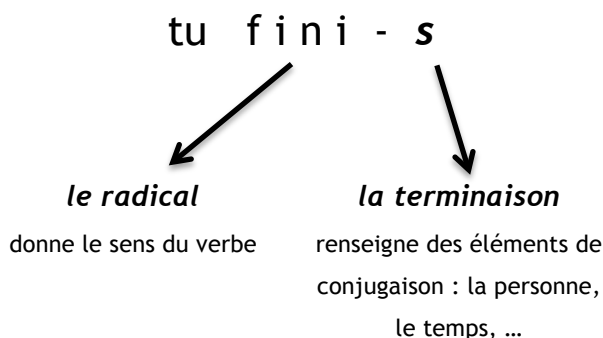 tu fini - s
le radical
la terminaison
donne le sens du verbe
renseigne des éléments de
conjugaison : la personne,
le temps, …